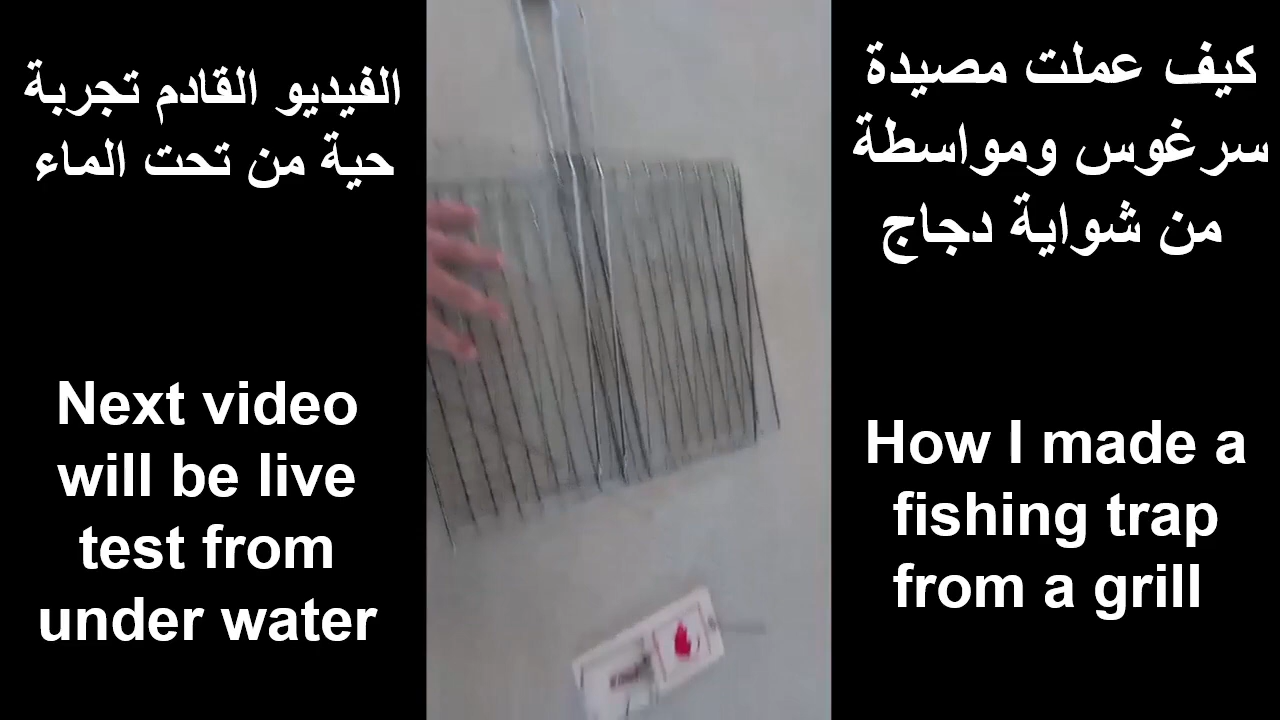 الفيديو القادم تجربة
حية من تحت الماء
Next video
will be live
test from
under water
كيف عملت مصيدة
سرغوس ومواسطة
من شواية دجاج
How I made a
fishing trap
from a grill